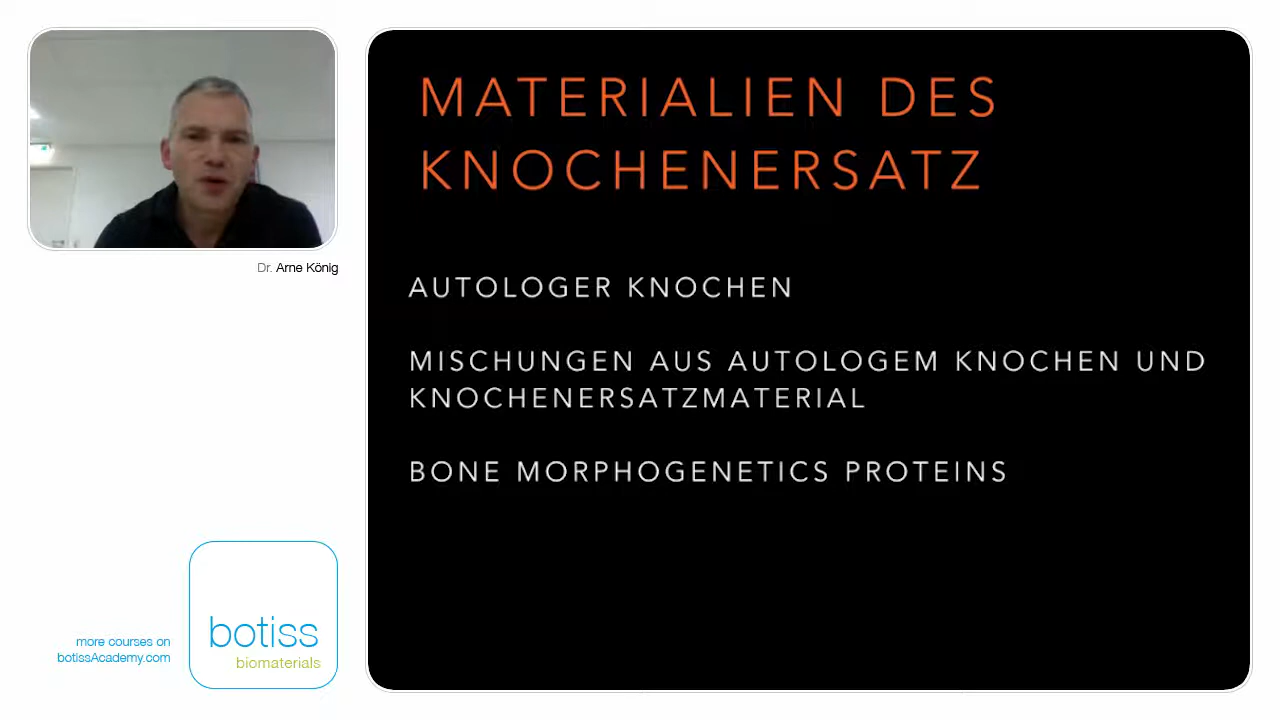 MATERIALIEN DES
KNOCHENERSATZ
Dr. Arne König
AUTOLOGER KNOCHEN
MISCHUNGEN AUS AUTOLOGEM KNOCHEN UND
KNOCHENERSATZMATERIAL
BONE MORPHOGENETICS PROTEINS
more courses on
botissAcademy.com
botiss
biomaterials